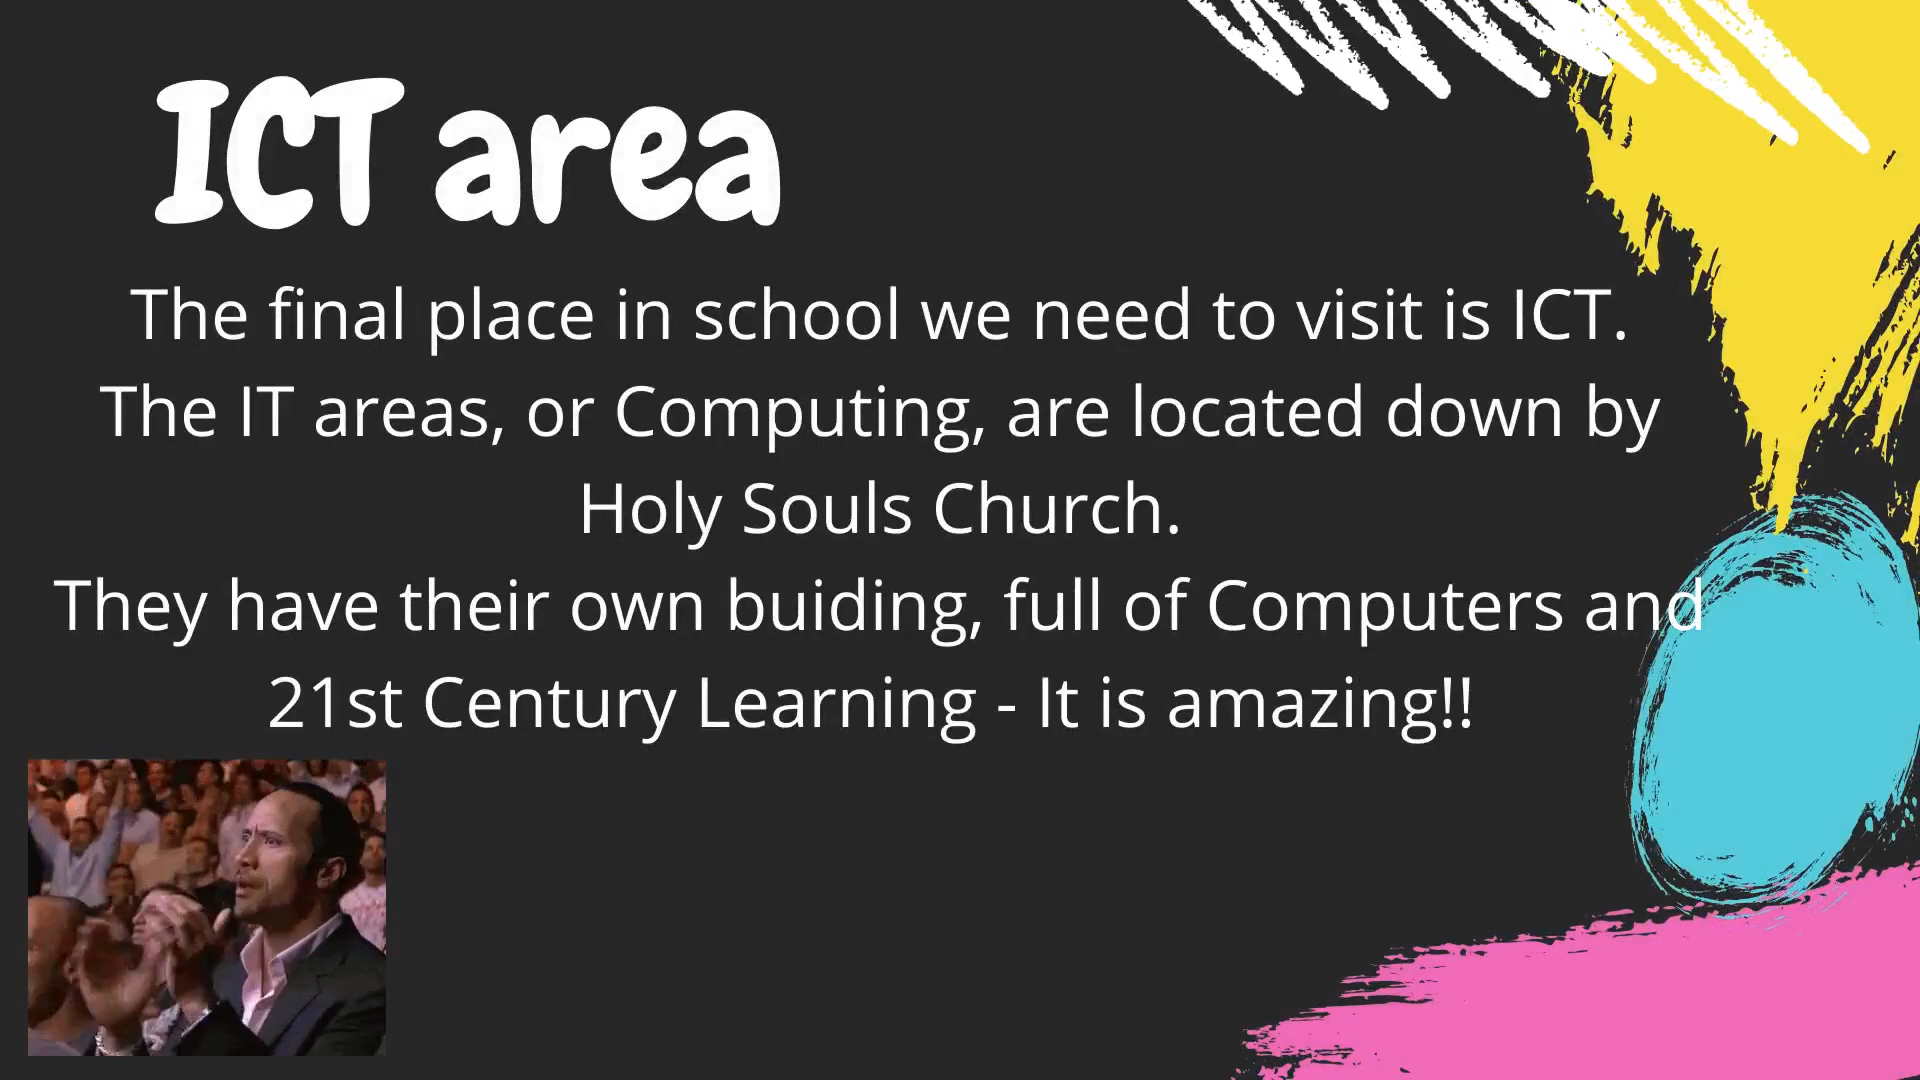 ICT area
The final place in school we need to visit is ICT.
The IT areas, or Computing, are located down by
Holy Souls Church.
They have their own buiding, full of Computers and
21st Century Learning - It is amazing!!